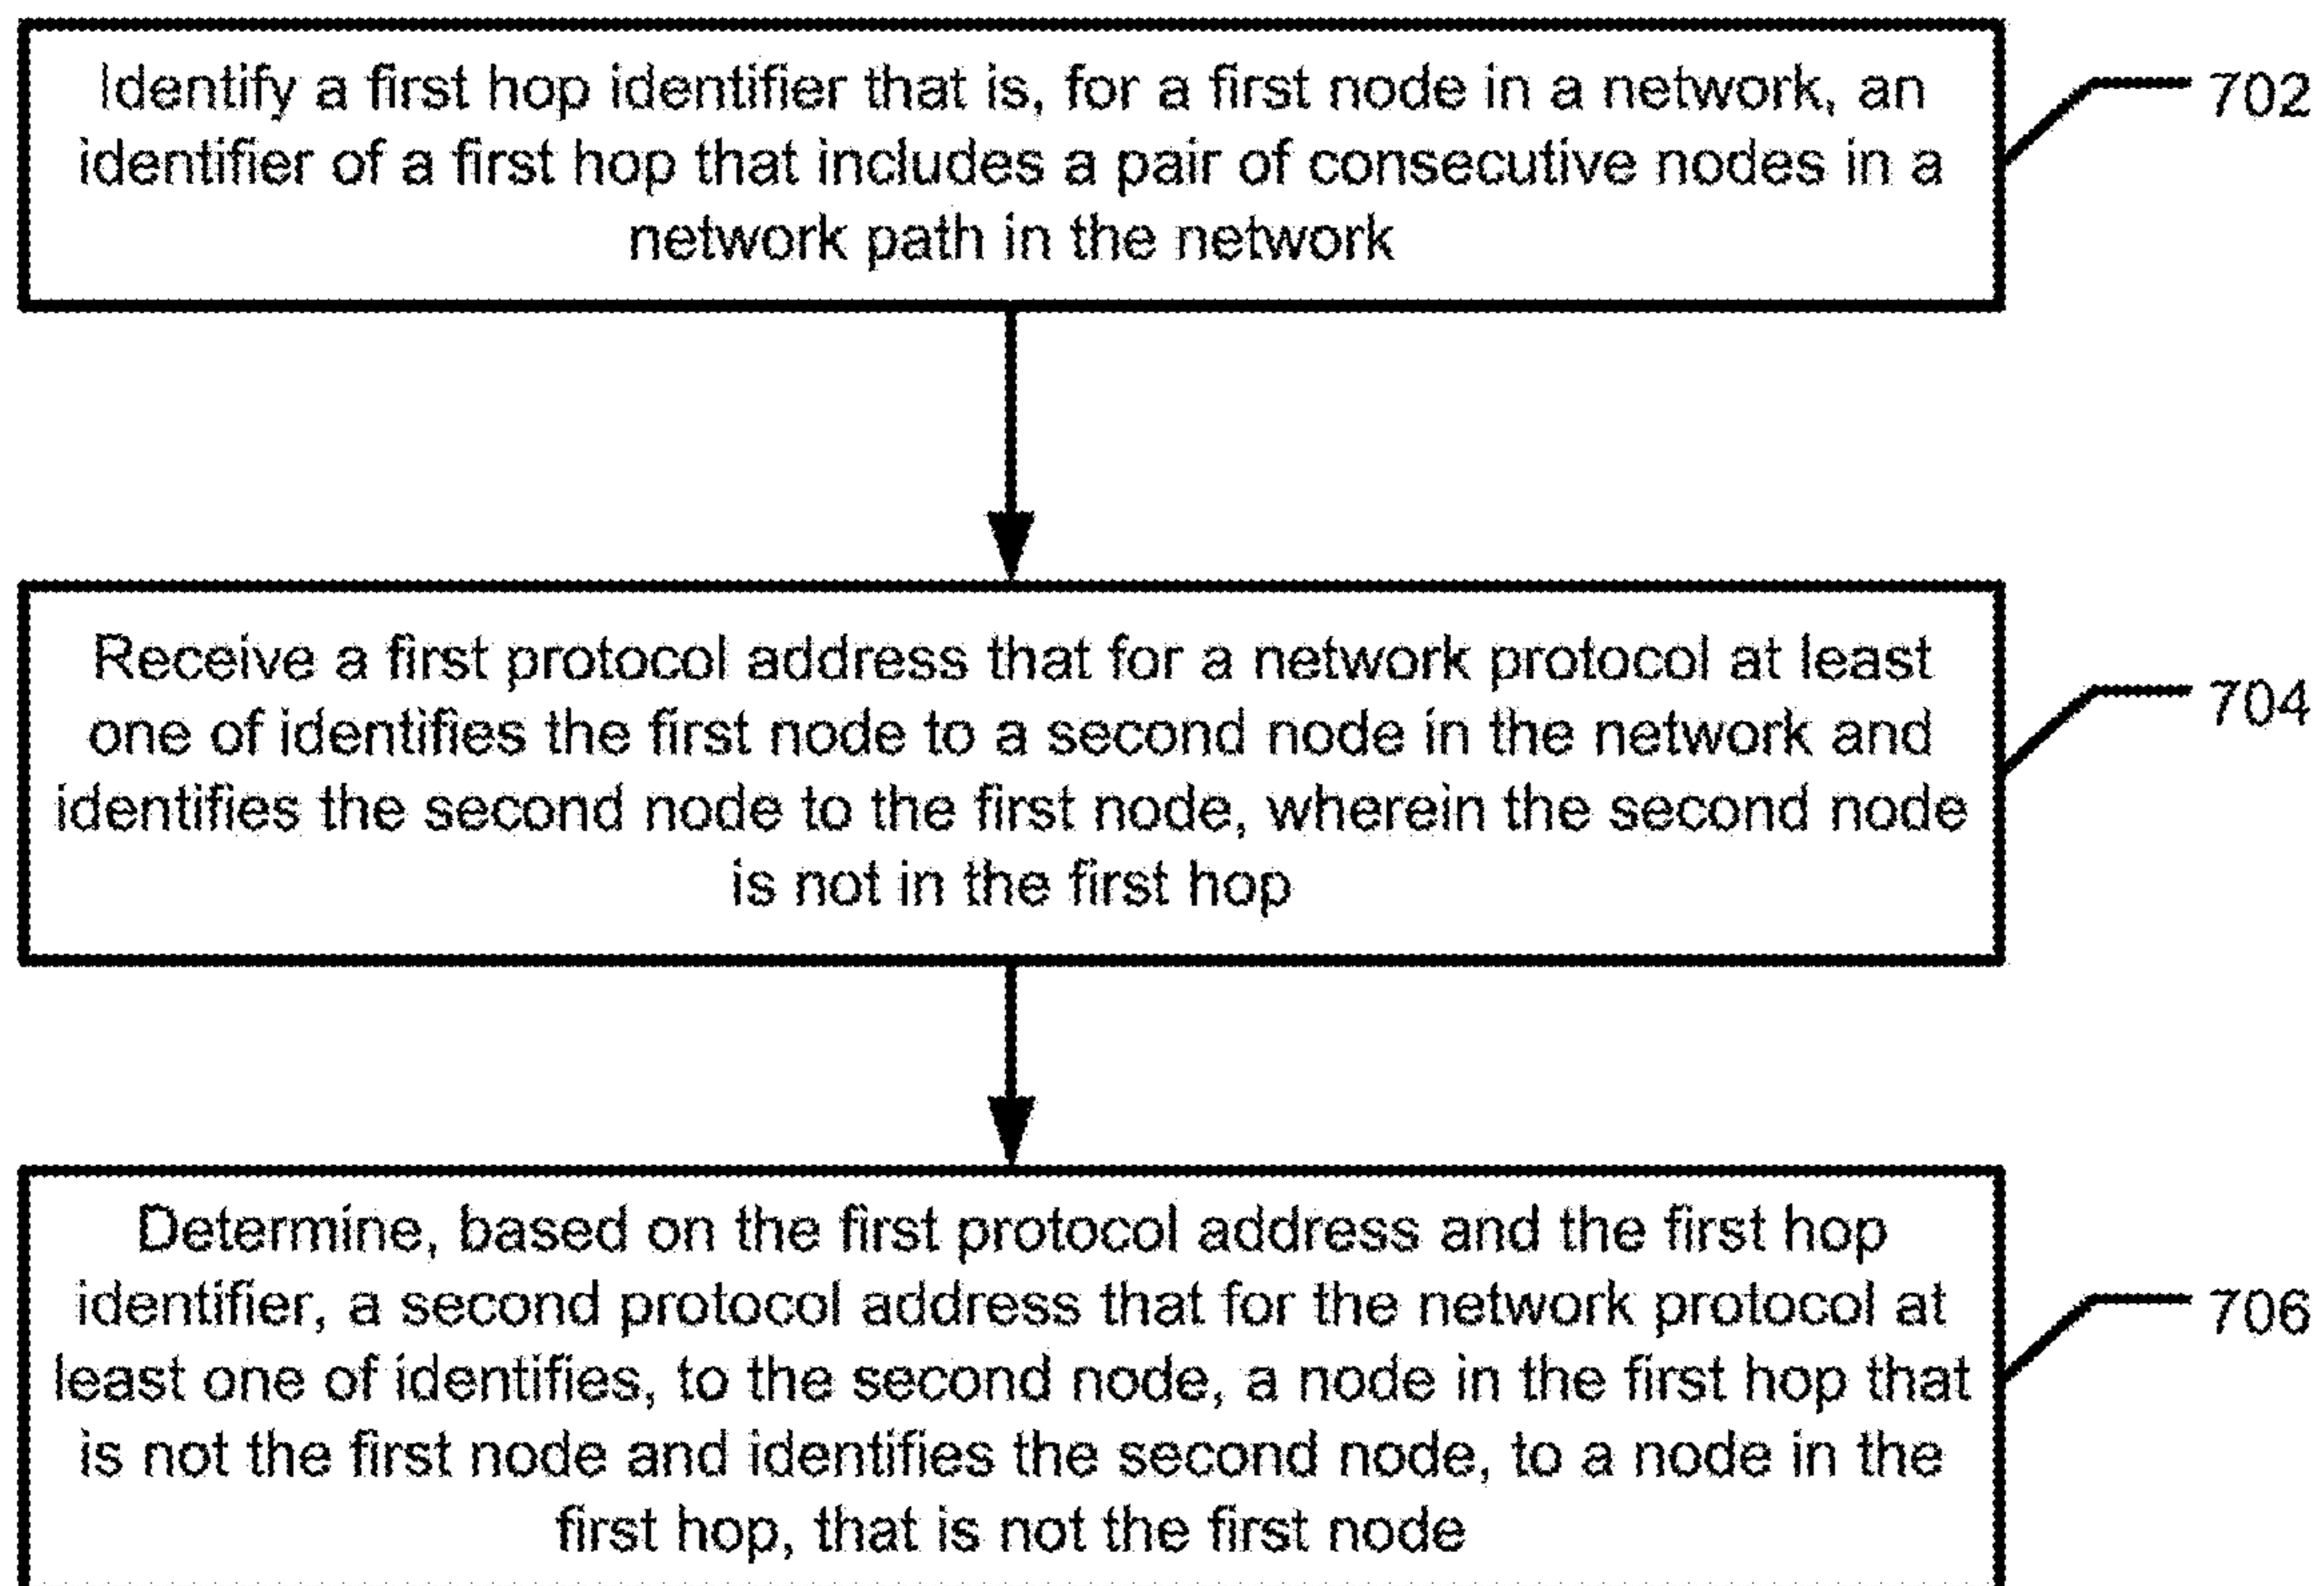 Identify a first hop identifier that is, for a first node in a network, an
identifier of a first hop that includes a pair of consecutive nodes in a
network path in the network
702
Receive a first protocol address that for a network protocol at least
one of identifies the first node to a second node in the network and
identifies the second node to the first node, wherein the second node
is not in the first hop
704
Determine, based on the first protocol address and the first hop
identifier, a second protocol address that for the network protocol at
least one of identifies, to the second node, a node in the first hop that
is not the first node and identifies the second node, to a node in the
first hop, that is not the first node
706